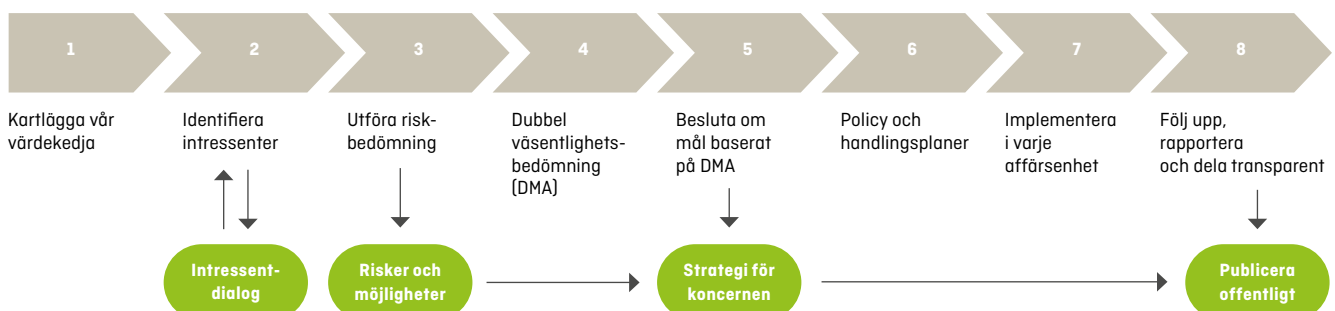 1
2
3
4
5
6
7
8
Kartlägga vår
värdekedja
Identifiera
intressenter
Utföra risk-
bedömning
Dubbel
väsentlighets-
bedömning
(DMA)
Besluta om
mål baserat
på DMA
Policy och
handlingsplaner
Implementera
i varje
affärsenhet
Följ upp,
rapportera
och dela transparent
Intressent-
dialog
Risker och
möjligheter
Strategi för
koncernen
Publicera
offentligt